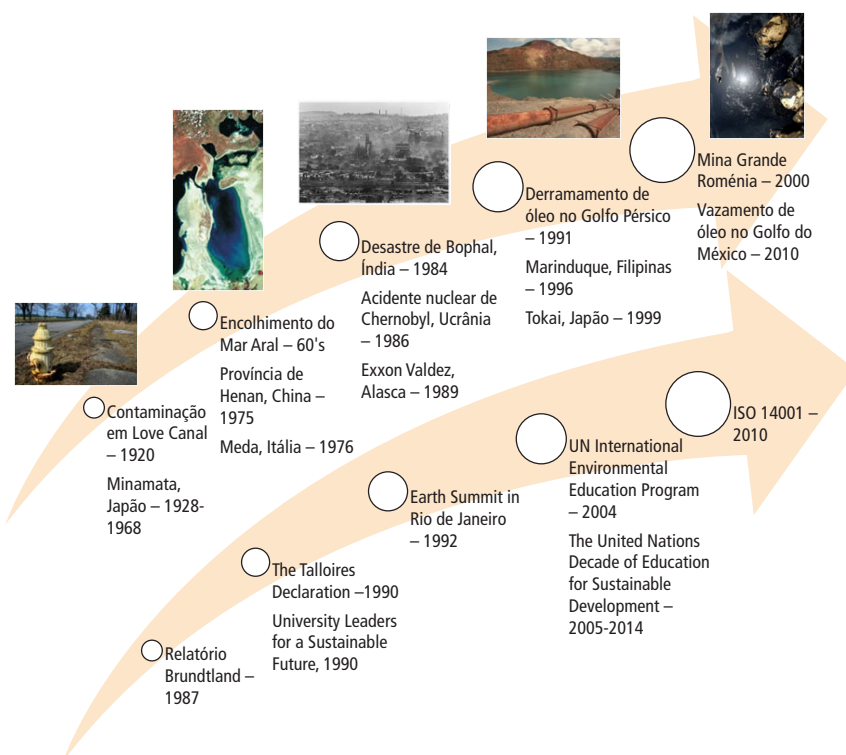 Contaminação
em Love Canal
– 1920
Minamata,
Japão – 1928-
1968
Encolhimento do
Mar Aral – 60's
Província de
Henan, China –
1975
Meda, Itália – 1976
Desastre de Bophal,
Índia – 1984
Acidente nuclear de
Chernobyl, Ucrânia
– 1986
Exxon Valdez,
Alasca – 1989
Derramamento de
óleo no Golfo Pérsico
– 1991
Marinduque, Filipinas
– 1996
Tokai, Japão – 1999
Mina Grande
Roménia – 2000
Vazamento de
óleo no Golfo do
México – 2010
Relatório
Brundtland –
1987
The Talloires
Declaration –1990
University Leaders
for a Sustainable
Future, 1990
Earth Summit in
Rio de Janeiro
– 1992
UN International
Environmental
Education Program
– 2004
The United Nations
Decade of Education
for Sustainable
Development –
2005-2014
ISO 14001 –
2010